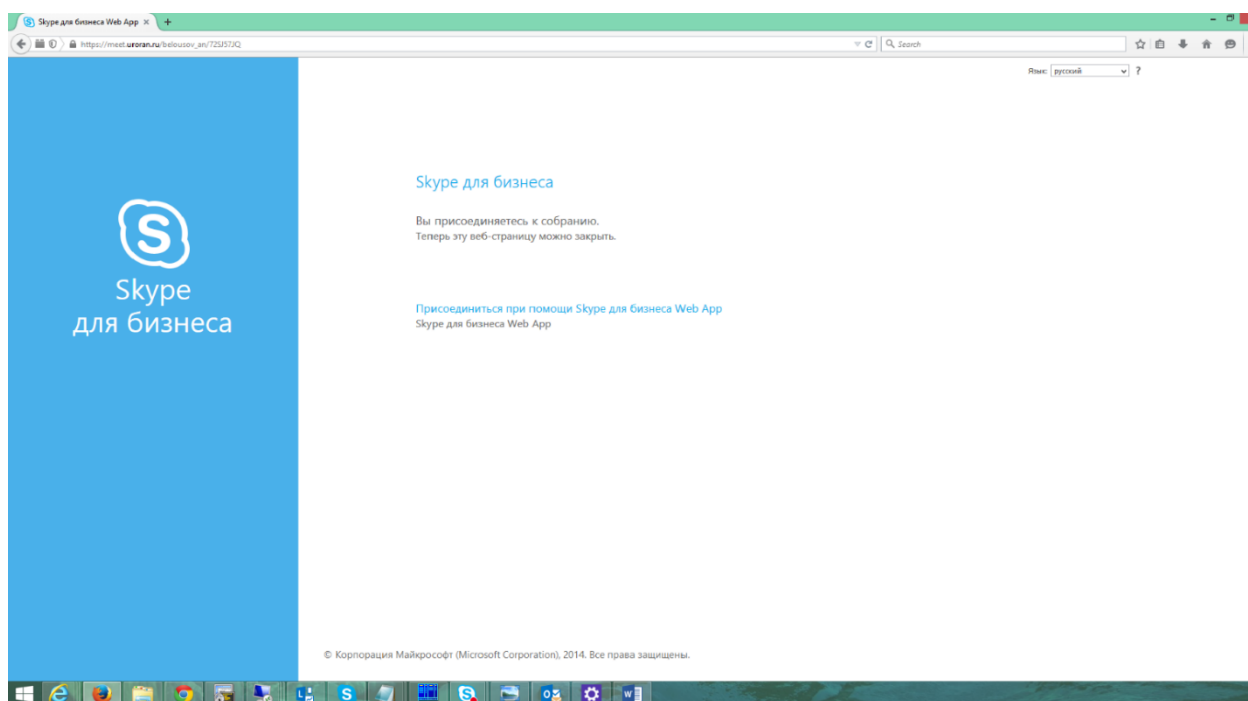 Skype для бизнеса Web App
https://meet.uroran.ru/belousov_an/7ZSJ57JQ
Search
Язык: русский
?
Skype для бизнеса
Вы присоединяетесь к собранию.
Теперь эту веб-страницу можно закрыть.
Skype
для бизнеса
Присоединиться при помощи Skype для бизнеса Web App
Skype для бизнеса Web App
© Корпорация Майкрософт (Microsoft Corporation), 2014. Все права защищены.